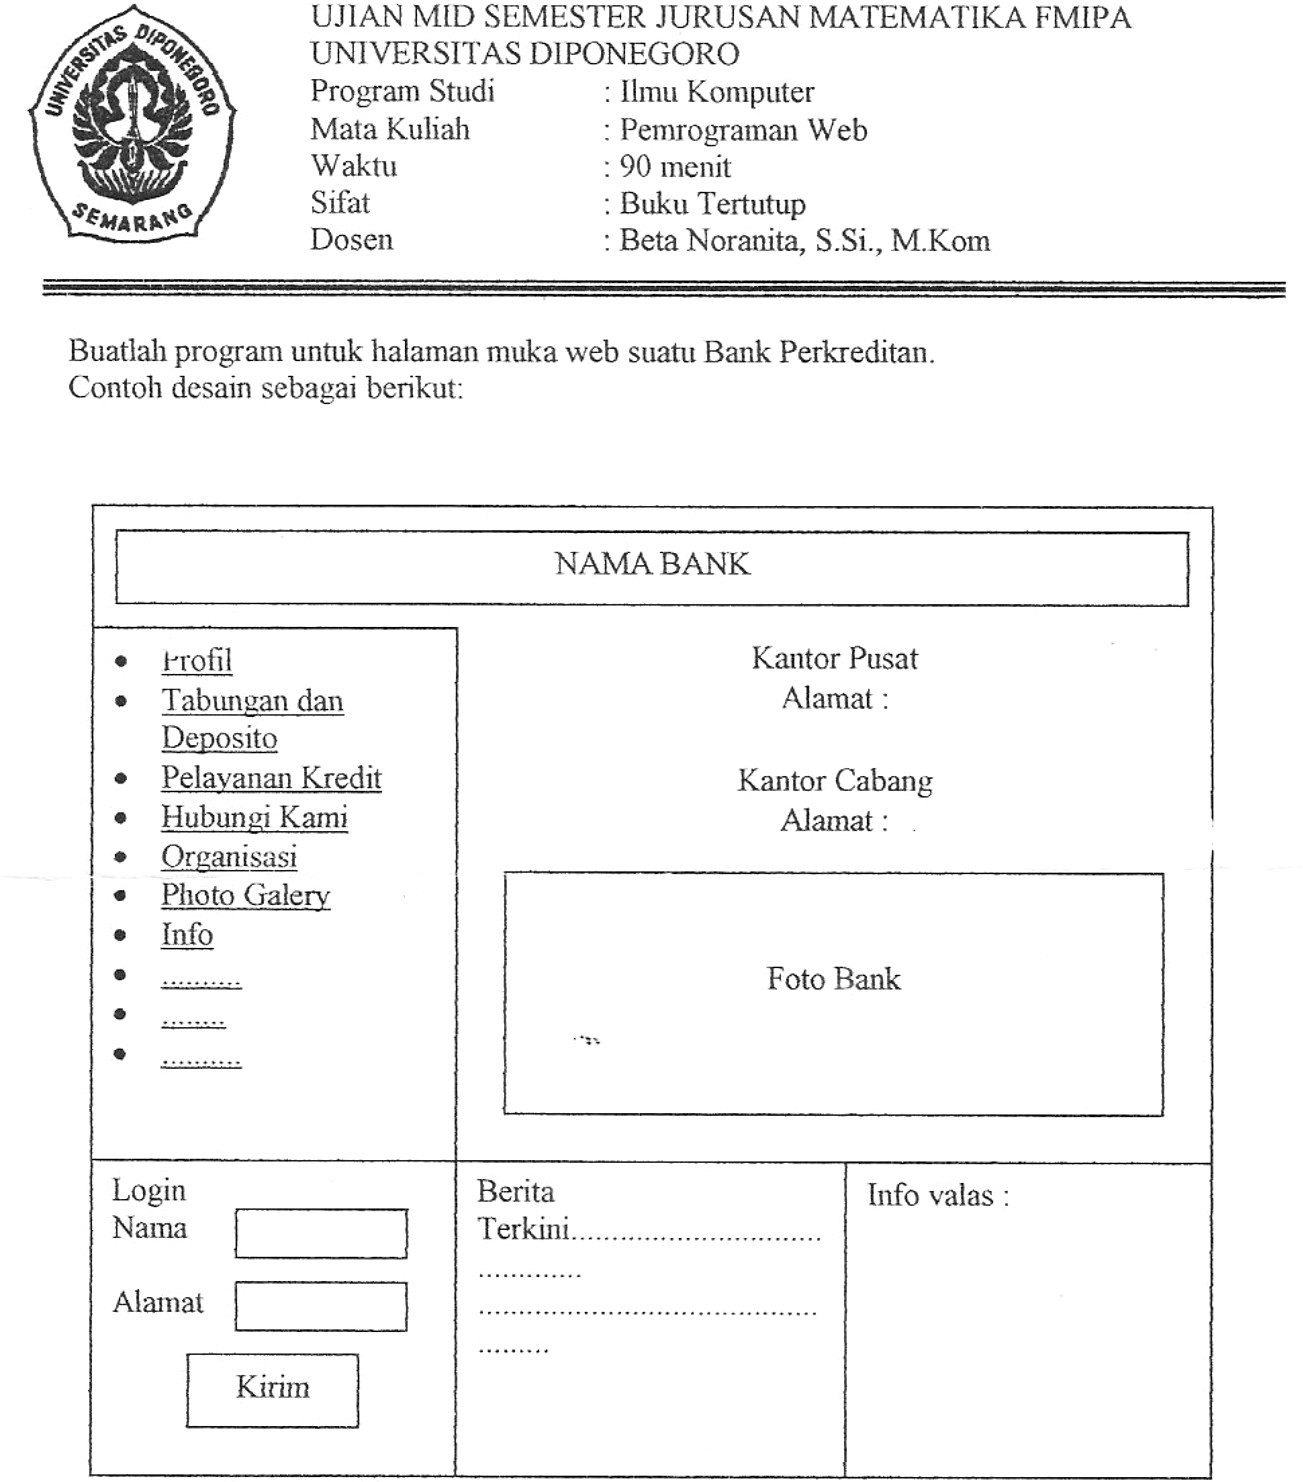 UNIVERSITAS DIPONEGORO
SEMARANG
UJIAN MID SEMESTER JURUSAN MATEMATIKA FMIPA
UNIVERSITAS DIPONEGORO
Program Studi : Ilmu Komputer
Mata Kuliah : Pemrograman Web
Waktu : 90 menit
Sifat : Buku Tertutup
Dosen : Beta Noranita, S.Si., M.Kom
Buatlah program untuk halaman muka web suatu Bank Perkreditan.
Contoh desain sebagai berikut:
NAMA BANK
• Profil
• Tabungan dan
Deposito
• Pelayanan Kredit
• Hubungi Kami
• Organisasi
• Photo Galery
• Info
• ..........
• ........
• ..........
Kantor Pusat
Alamat :
Kantor Cabang
Alamat :
Foto Bank
Login
Nama
Alamat
Kirim
Berita
Terkini.............................
.............
.......................................
.........
Info valas :